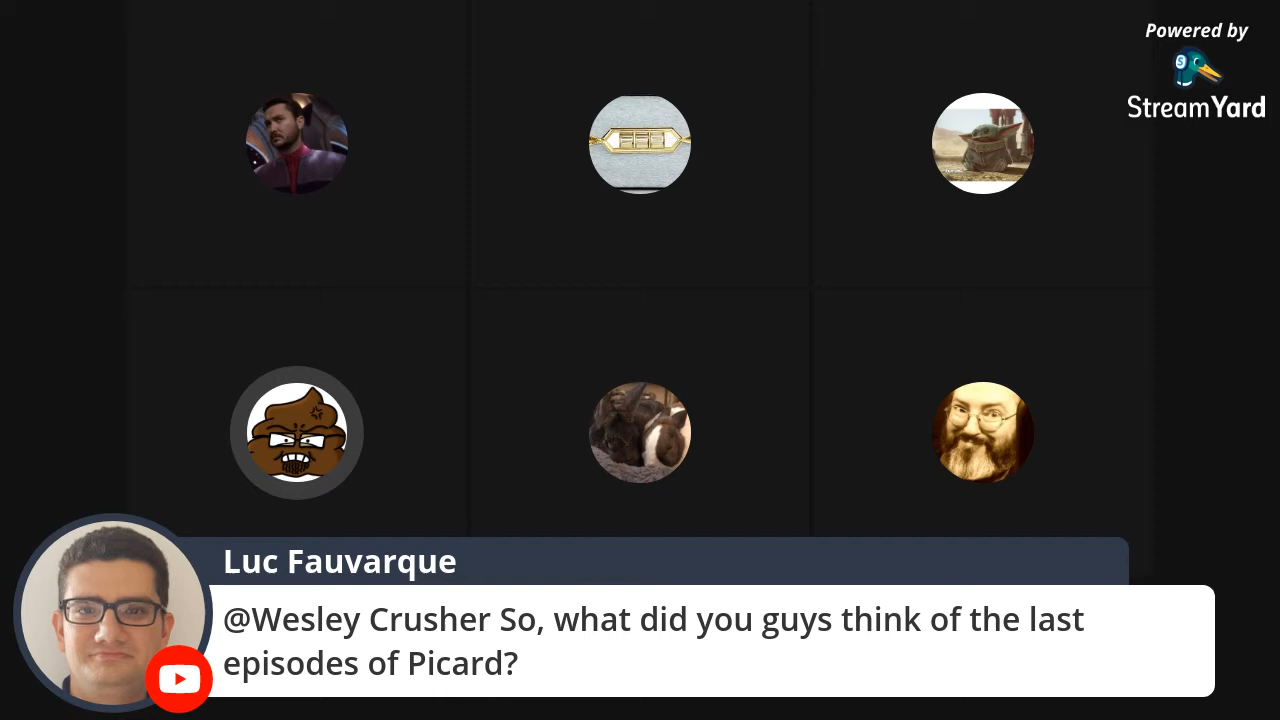 Powered by
StreamYard
Luc Fauvarque
@Wesley Crusher So, what did you guys think of the last
episodes of Picard?